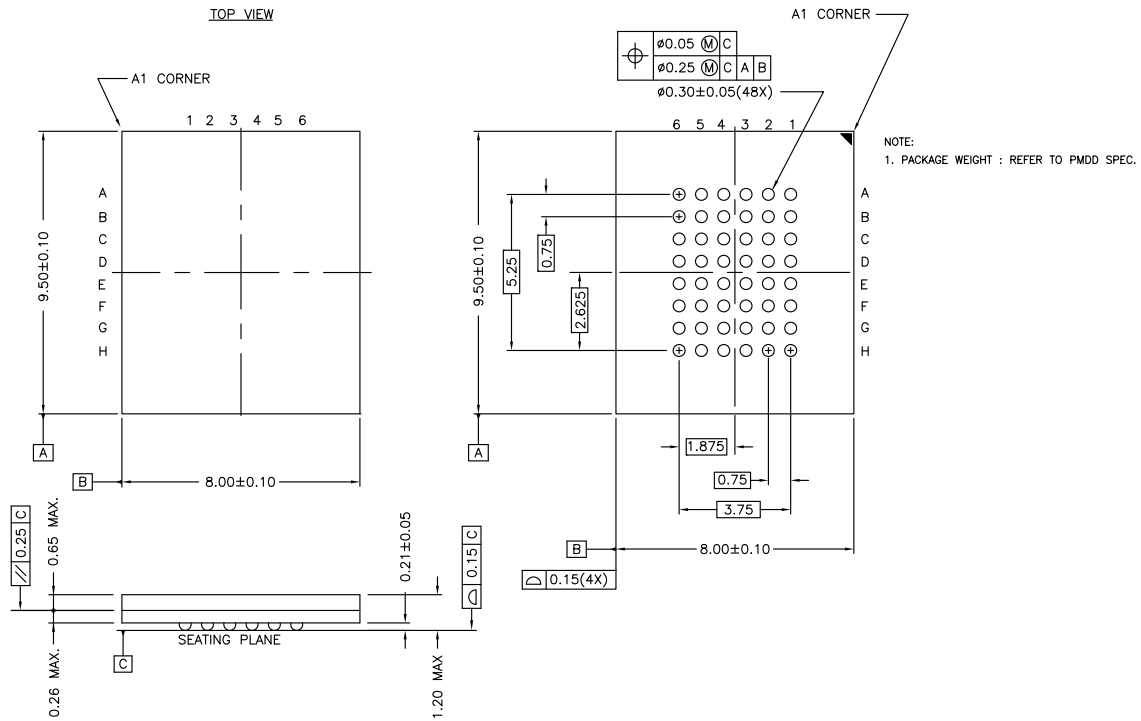 TOP VIEW
A1 CORNER
1 2 3 4 5 6
A
B
C
D
E
F
G
H
9.50±0.10
A
B
8.00±0.10
A1 CORNER
⌀0.05 Ⓜ C
⌀0.25 Ⓜ C A B
⌀0.30±0.05(48X)
6 5 4 3 2 1
NOTE:
1. PACKAGE WEIGHT : REFER TO PMDD SPEC.
A
B
C
D
E
F
G
H
9.50±0.10
5.25
0.75
2.625
A
1.875
0.75
3.75
B
8.00±0.10
0.15(4X)
// 0.25 C
0.65 MAX.
0.21±0.05
0.15 C
SEATING PLANE
C
0.26 MAX.
1.20 MAX